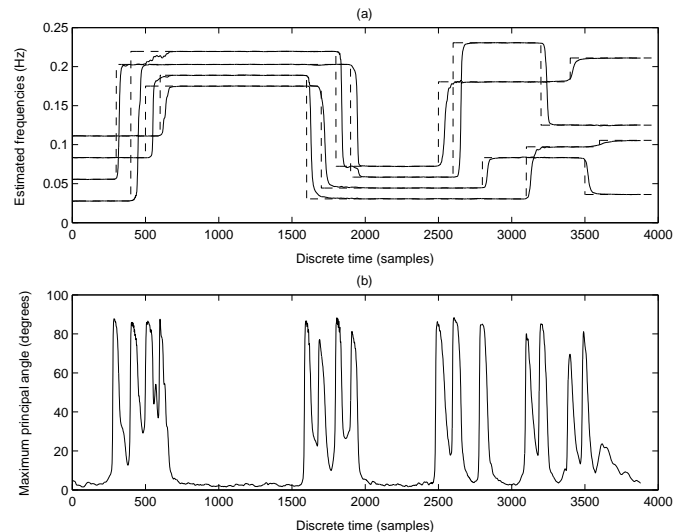 (a)
0.25
0.2
0.15
0.1
0.05
0
Estimated frequencies (Hz)
0 500 1000 1500 2000 2500 3000 3500 4000
Discrete time (samples)
(b)
100
80
60
40
20
0
Maximum principal angle (degrees)
0 500 1000 1500 2000 2500 3000 3500 4000
Discrete time (samples)